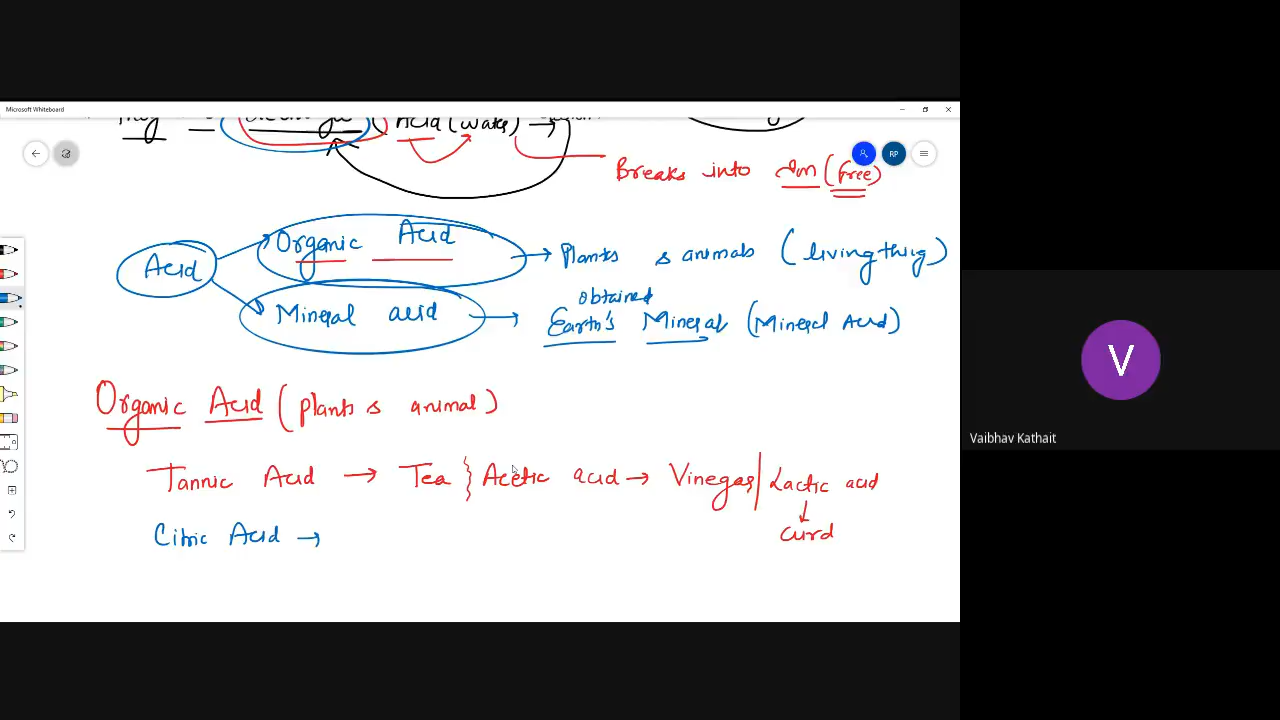 Microsoft Whiteboard
Acid (water) →
Breaks into Ion (free)
RP
Acid
Organic Acid → Plants & animals (living thing)
obtained
Mineral acid → Earth's Mineral (Mineral Acid)
Organic Acid (plants & animal)
V
Vaibhav Kathait
Tannic Acid → Tea } Acetic acid → Vinegar | Lactic acid
↓
curd
Citric Acid →